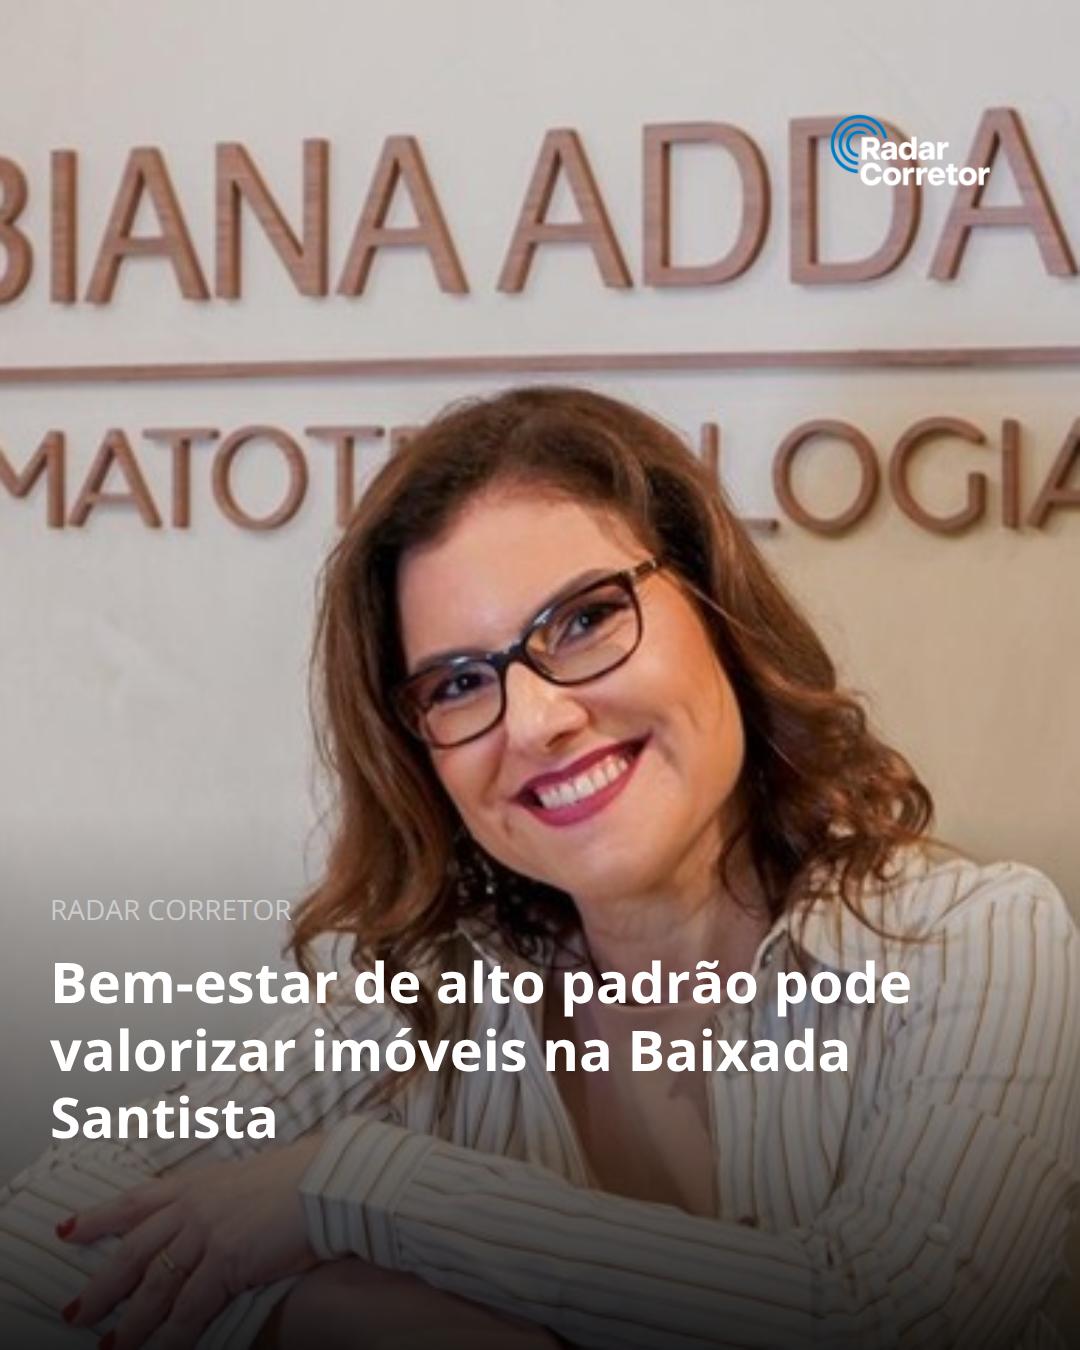 BIANA ADDA
Radar
Corretor
MATOT LOGIA
RADAR CORRETOR
Bem-estar de alto padrão pode
valorizar imóveis na Baixada
Santista